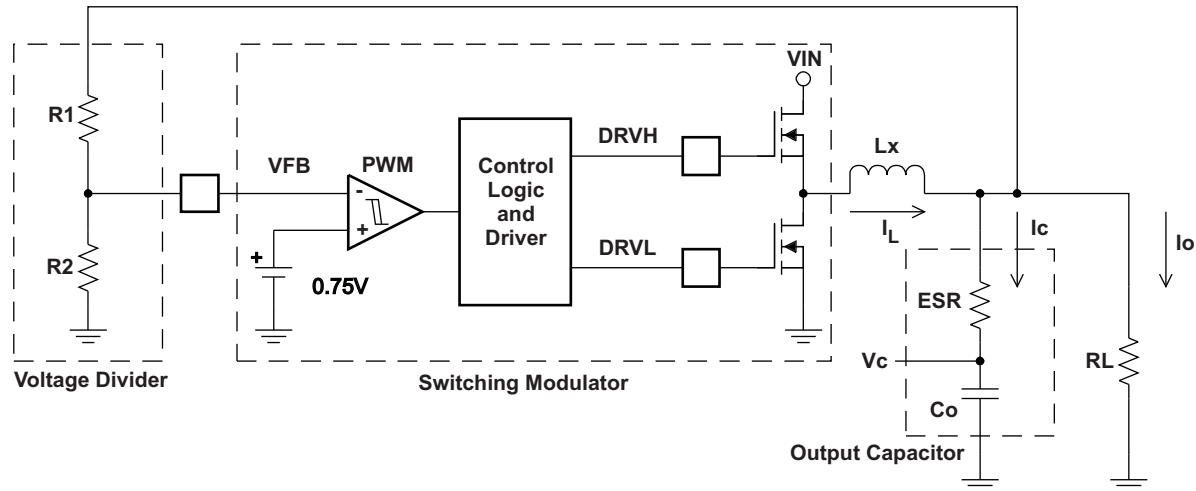 VIN
R1
DRVH
Lx
VFB
PWM
Control
Logic
and
Driver
-
+
I_L
Ic
Io
R2
+
0.75V
DRVL
ESR
Vc
RL
Co
Voltage Divider
Switching Modulator
Output Capacitor